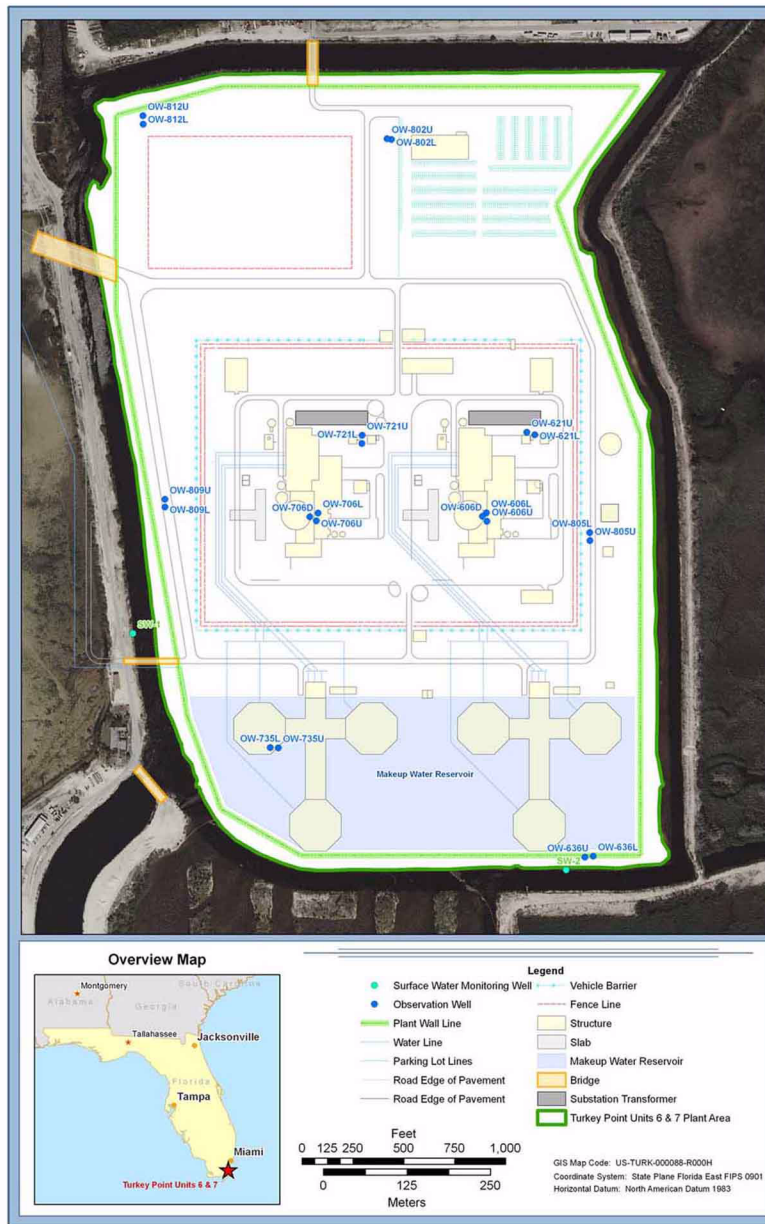 OW-812U
OW-812L
OW-802U
OW-802L
OW-721U
OW-721L
OW-621U
OW-621L
OW-809U
OW-809L
OW-706D
OW-706L
OW-706U
OW-606D
OW-606L
OW-606U
OW-805L
OW-805U
SW-1
OW-735L
OW-735U
Makeup Water Reservoir
OW-636U
OW-636L
SW-2
Overview Map
Montgomery
Alabama
Georgia
South Carolina
Tallahassee
Jacksonville
Florida
Tampa
Miami
Turkey Point Units 6 & 7
Legend
Surface Water Monitoring Well
Observation Well
Plant Wall Line
Water Line
Parking Lot Lines
Road Edge of Pavement
Road Edge of Pavement
Vehicle Barrier
Fence Line
Structure
Slab
Makeup Water Reservoir
Bridge
Substation Transformer
Turkey Point Units 6 & 7 Plant Area
Feet
0 125 250 500 750 1,000
0 125 250
Meters
GIS Map Code: US-TURK-000088-R000H
Coordinate System: State Plane Florida East FIPS 0901
Horizontal Datum: North American Datum 1983